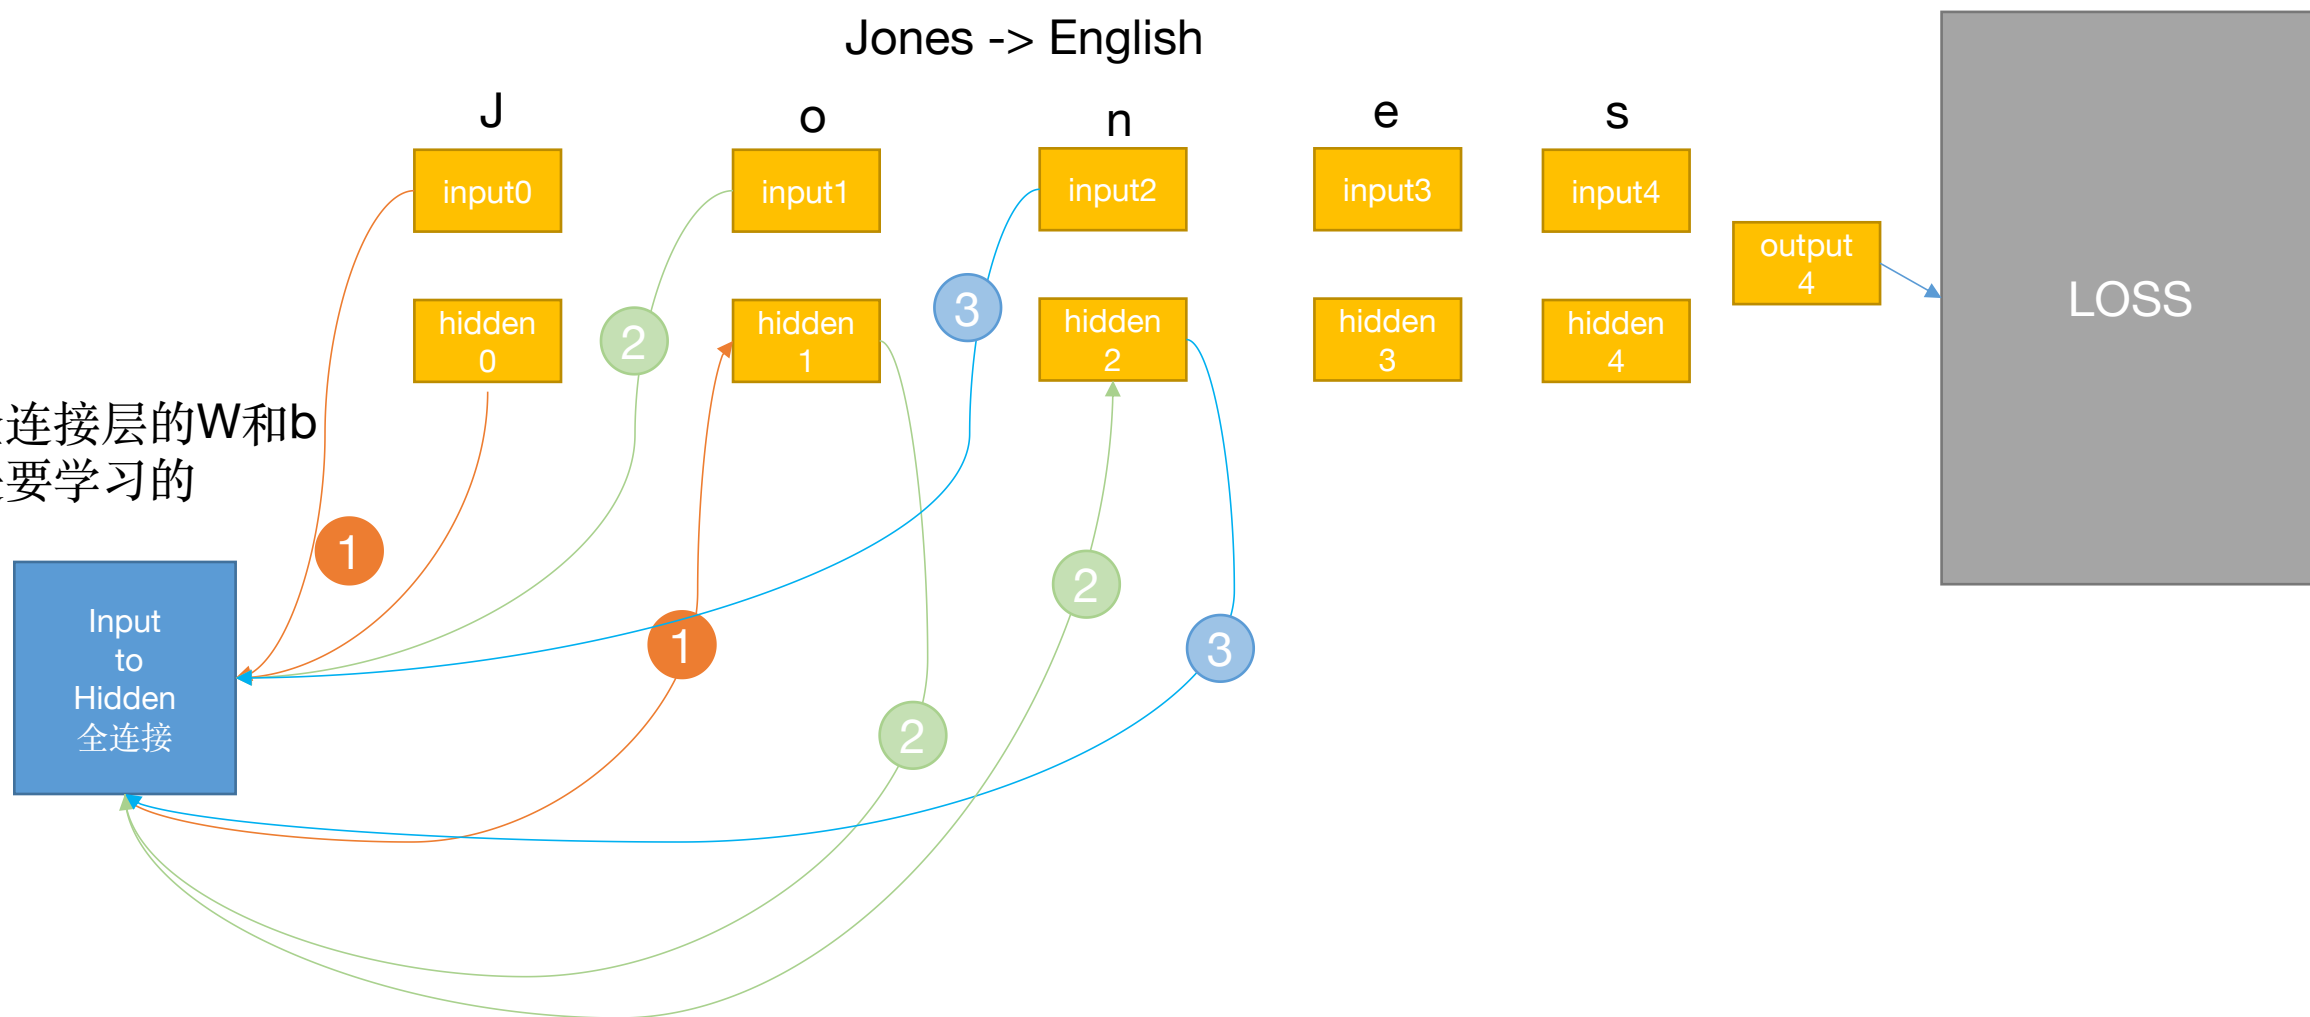 Jones -> English
J
o
n
e
s
input0
input1
input2
input3
input4
output
4
LOSS
hidden
0
hidden
1
hidden
2
hidden
3
hidden
4
2
3
连接层的W和b
要学习的
1
2
1
3
2
Input
to
Hidden
全连接